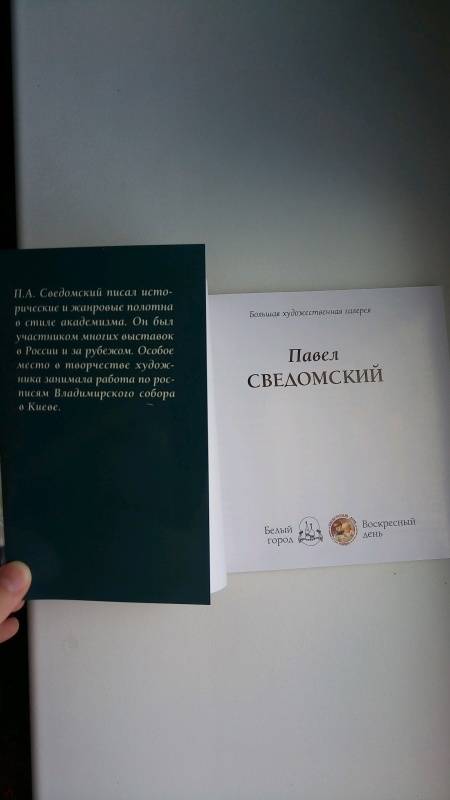 П.А. Сведомский писал исто-
рические и жанровые полотна
в стиле академизма. Он был
участником многих выставок
в России и за рубежом. Особое
место в творчестве худож-
ника занимала работа по рос-
писям Владимирского собора
в Киеве.
Большая художественная галерея
Павел
СВЕДОМСКИЙ
Белый
город
Воскресный
день